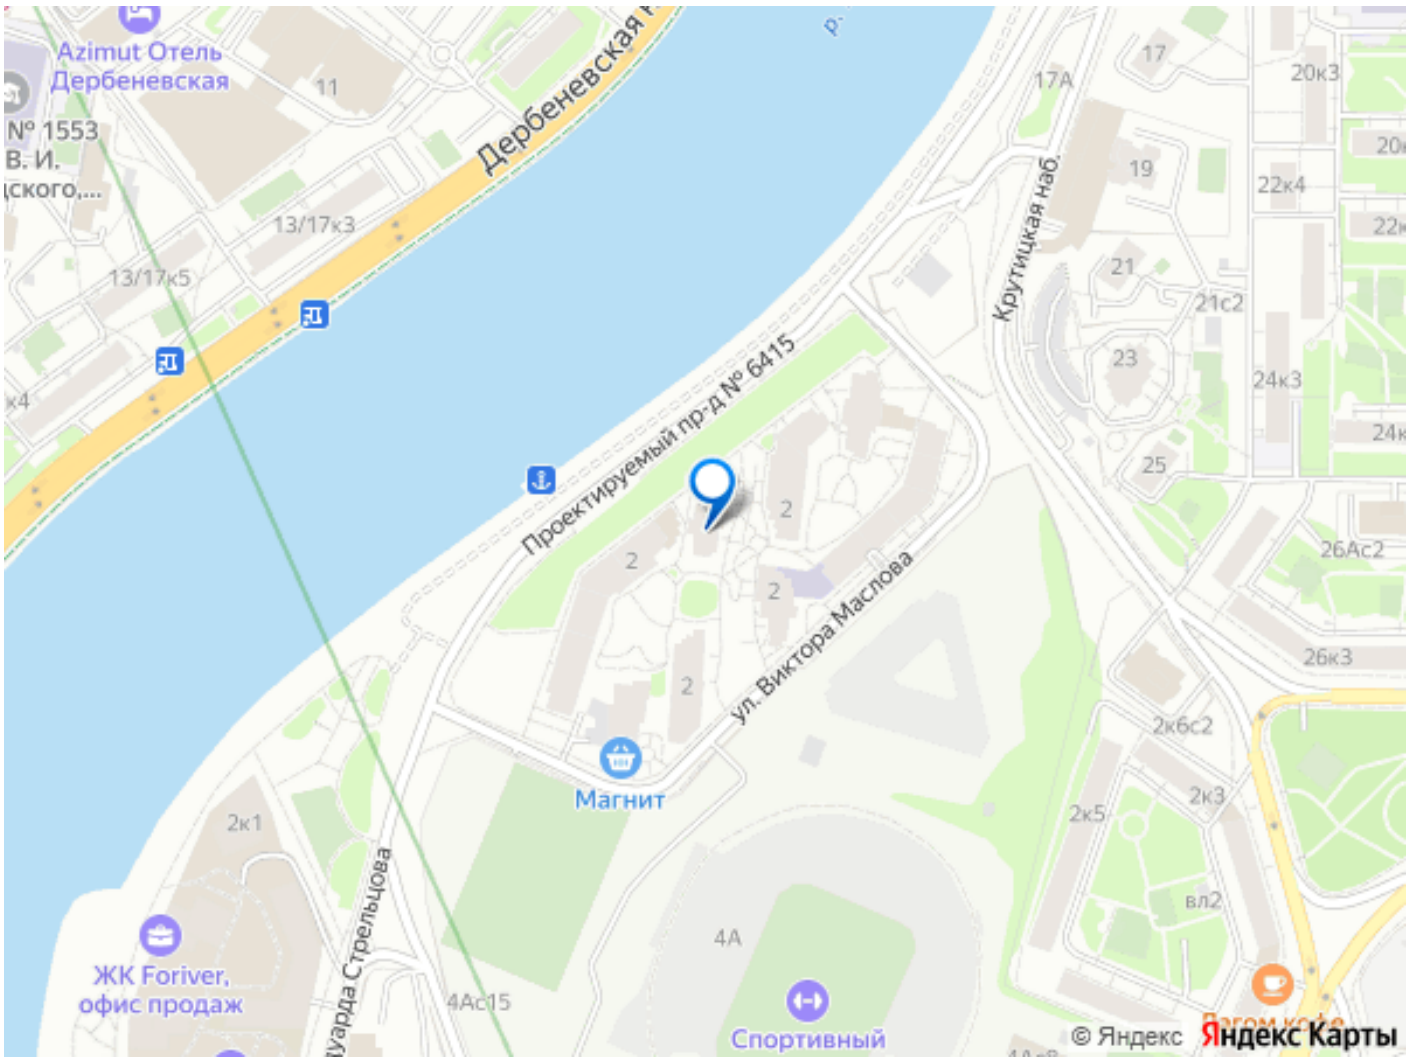 Azimut Отель
Дербеневская
11
Дербеневская
р.
17
17А
20к3
№ 1553
В. И.
19
22к4
13/17к3
13/17к5
Крутицкая наб.
21
21с2
23
24к3
Проектируемый пр-д № 6415
25
2
2
26Ас2
2
2
ул. Виктора Маслова
26к3
2к6с2
Магнит
2к1
2к5
2к3
вл2
4А
ЖК Foriver,
офис продаж
4Ас15
Спортивный
© Яндекс Яндекс Карты